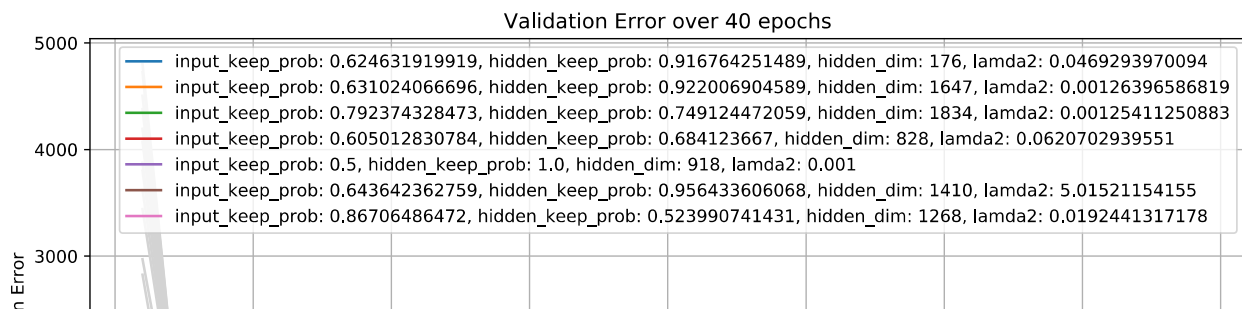 Validation Error over 40 epochs
5000
input_keep_prob: 0.624631919919, hidden_keep_prob: 0.916764251489, hidden_dim: 176, lamda2: 0.0469293970094
input_keep_prob: 0.631024066696, hidden_keep_prob: 0.922006904589, hidden_dim: 1647, lamda2: 0.00126396586819
input_keep_prob: 0.792374328473, hidden_keep_prob: 0.749124472059, hidden_dim: 1834, lamda2: 0.00125411250883
input_keep_prob: 0.605012830784, hidden_keep_prob: 0.684123667, hidden_dim: 828, lamda2: 0.0620702939551
4000
input_keep_prob: 0.5, hidden_keep_prob: 1.0, hidden_dim: 918, lamda2: 0.001
input_keep_prob: 0.643642362759, hidden_keep_prob: 0.956433606068, hidden_dim: 1410, lamda2: 5.01521154155
input_keep_prob: 0.86706486472, hidden_keep_prob: 0.523990741431, hidden_dim: 1268, lamda2: 0.0192441317178
3000
n Error